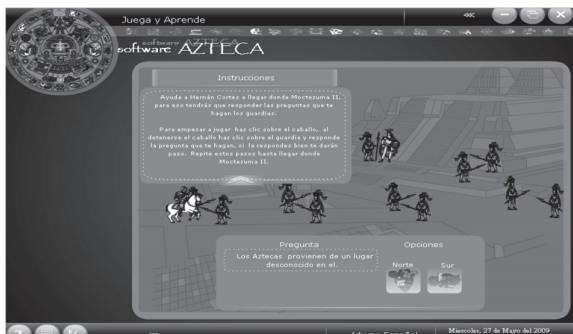 Juega y Aprende
software
software AZTECA
Instrucciones
Ayuda a Hernán Cortez a llegar donde Moctezuma II,
para eso tendrás que responder las preguntas que te
hagan los guardias.
Para empezar a jugar has clic sobre el caballo, al
detenerse el caballo haz clic sobre el guardia y responde
la pregunta que te hagan, si la respondes bien te darán
paso. Repite estos pasos hasta llegar donde
Moctezuma II.
Pregunta
Los Aztecas provienen de un lugar
desconocido en el.
Opciones
Norte
Sur
Idioma Español
Miercoles, 27 de Mayo del 2009